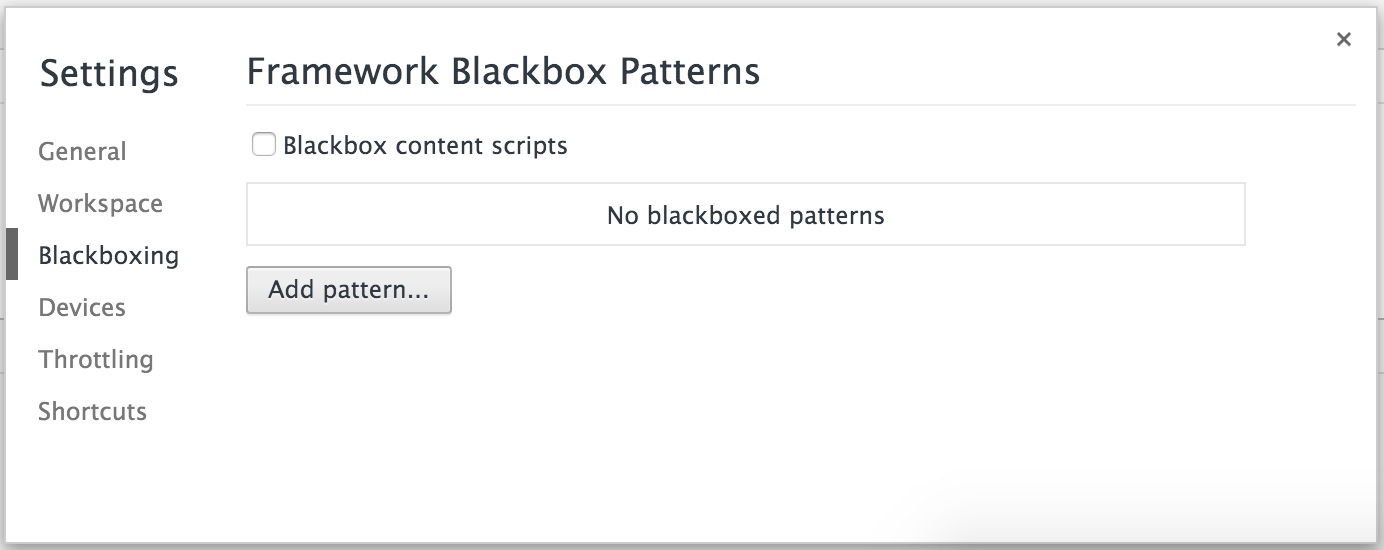 Settings
General
Workspace
Blackboxing
Devices
Throttling
Shortcuts
Framework Blackbox Patterns
Blackbox content scripts
No blackboxed patterns
Add pattern...